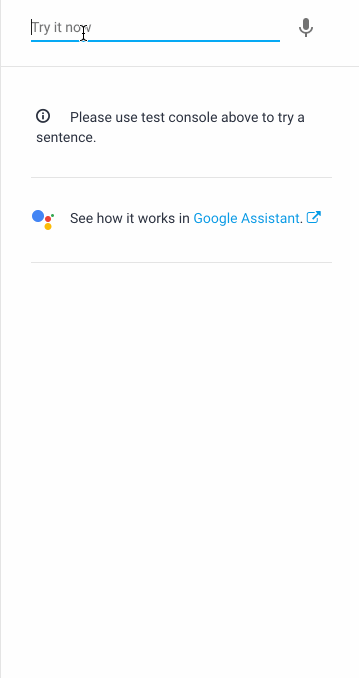 Try it now
Please use test console above to try a
sentence.
See how it works in Google Assistant.